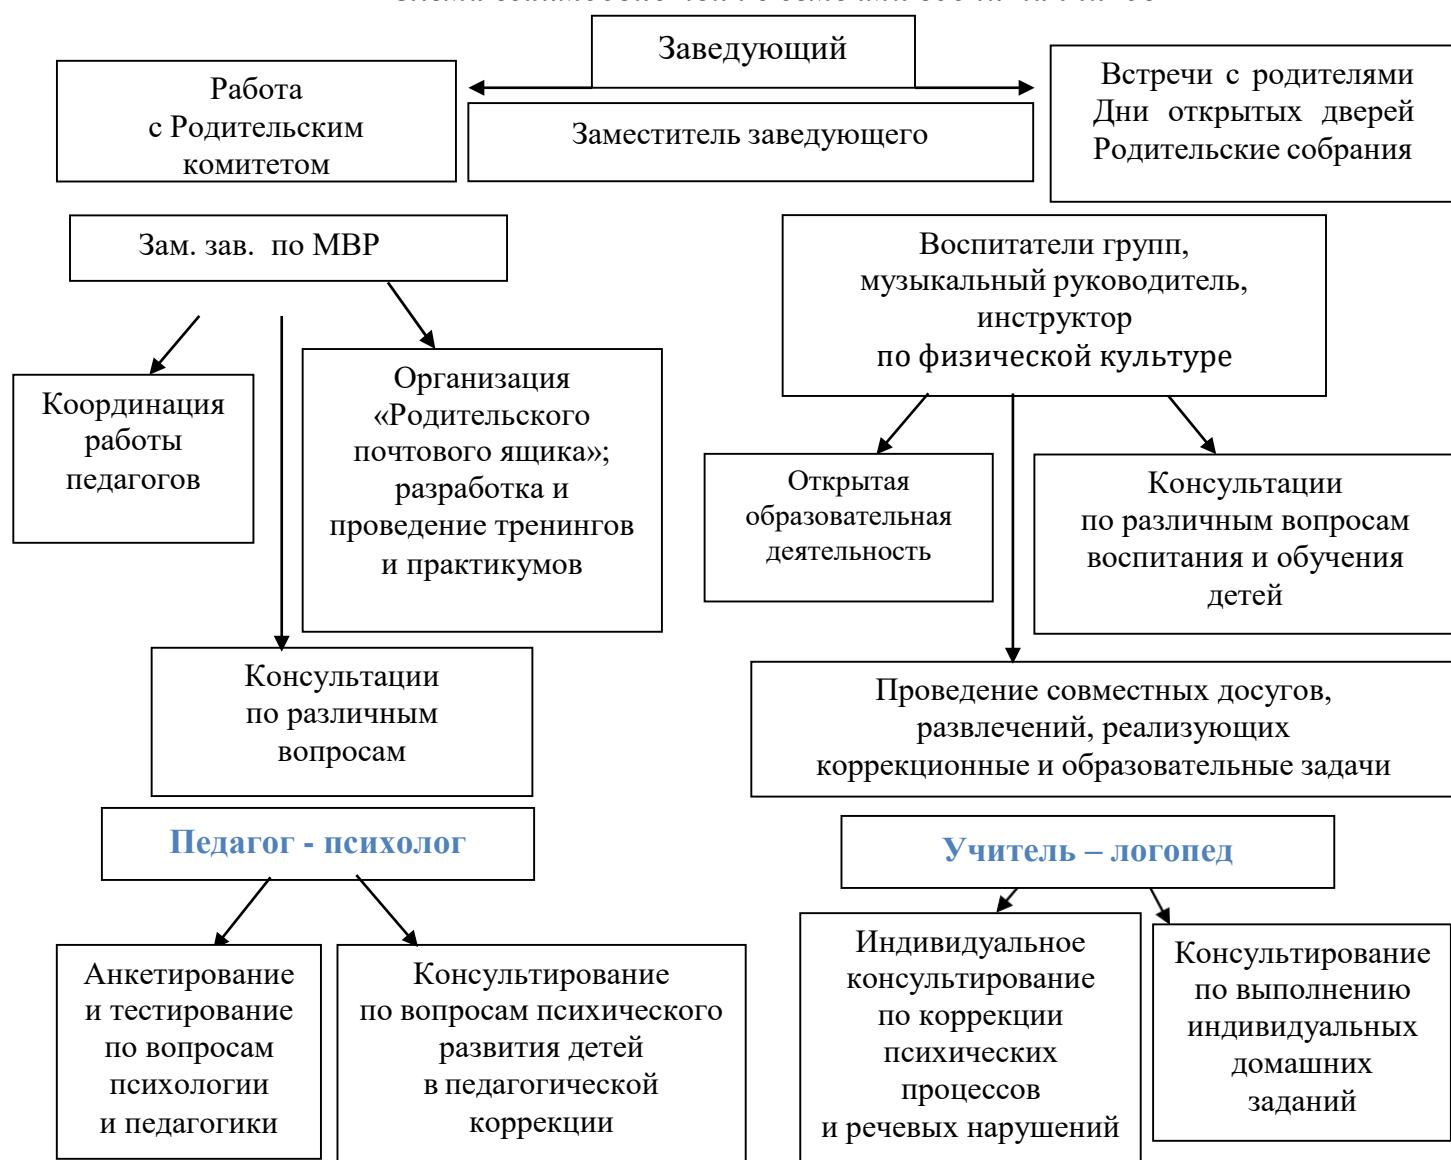 Заведующий
Работа
с Родительским
комитетом
Заместитель заведующего
Встречи с родителями
Дни открытых дверей
Родительские собрания
Зам. зав. по МВР
Воспитатели групп,
музыкальный руководитель,
инструктор
по физической культуре
Координация
работы
педагогов
Организация
«Родительского
почтового ящика»;
разработка и
проведение тренингов
и практикумов
Открытая
образовательная
деятельность
Консультации
по различным вопросам
воспитания и обучения
детей
Консультации
по различным
вопросам
Проведение совместных досугов,
развлечений, реализующих
коррекционные и образовательные задачи
Педагог - психолог
Учитель – логопед
Анкетирование
и тестирование
по вопросам
психологии
и педагогики
Консультирование
по вопросам психического
развития детей
в педагогической
коррекции
Индивидуальное
консультирование
по коррекции
психических
процессов
и речевых нарушений
Консультирование
по выполнению
индивидуальных
домашних
заданий